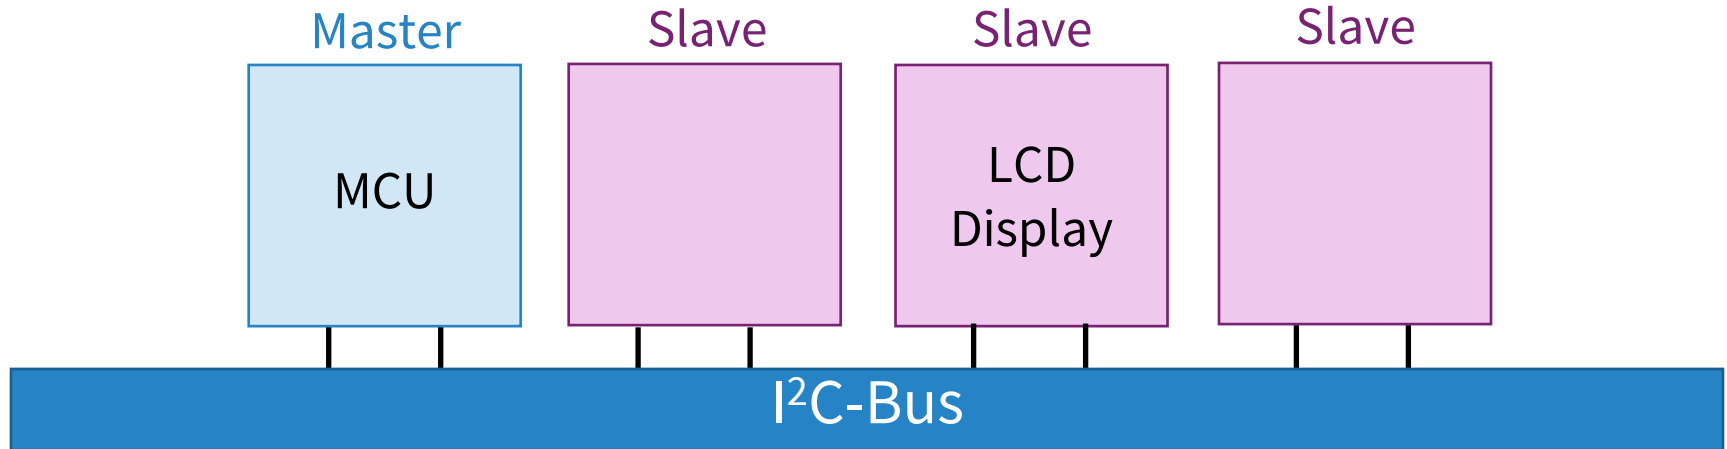 Master
Slave
Slave
Slave
MCU
LCD
Display
I²C-Bus